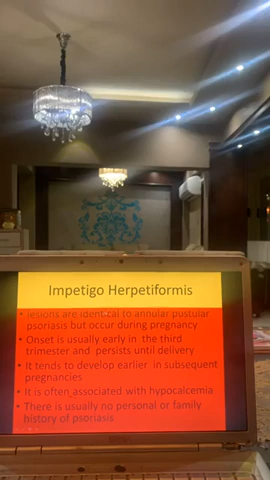 Impetigo Herpetiformis
• lesions are identical to annular pustular
psoriasis but occur during pregnancy
• Onset is usually early in the third
trimester and persists until delivery
• It tends to develop earlier in subsequent
pregnancies
• It is often associated with hypocalcemia
• There is usually no personal or family
history of psoriasis